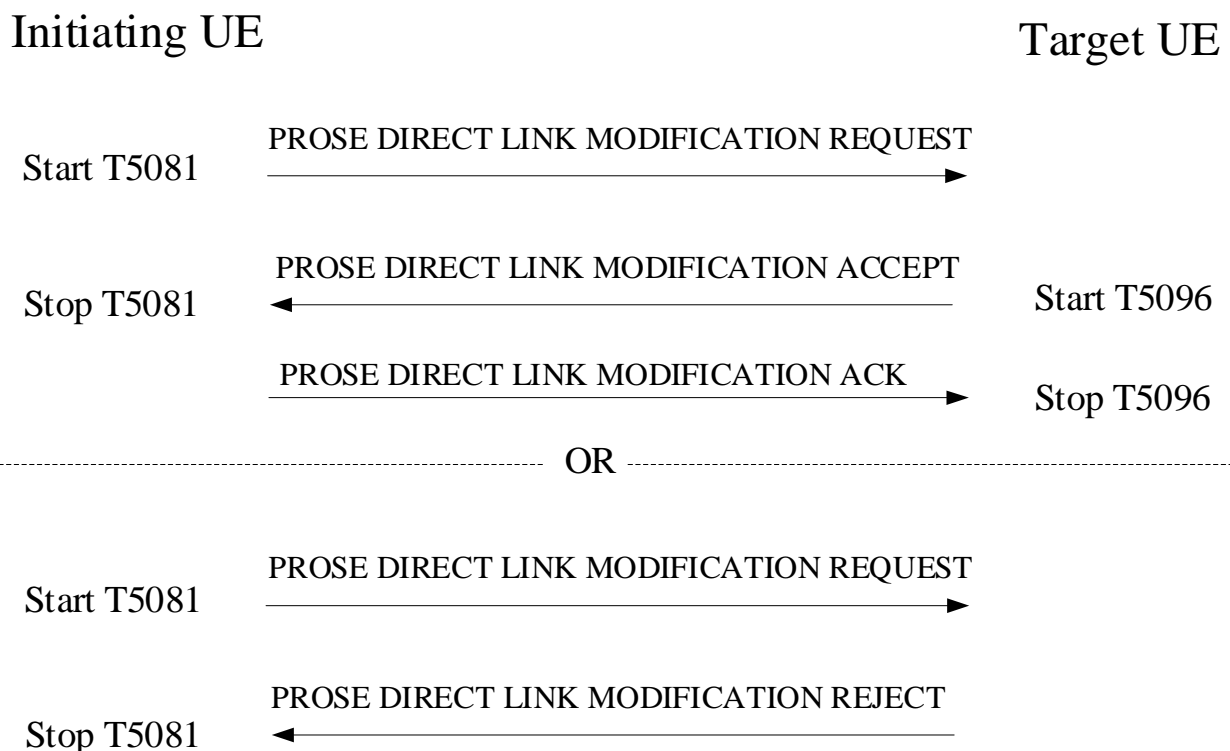 Initiating UE
Target UE
PROSE DIRECT LINK MODIFICATION REQUEST
Start T5081
PROSE DIRECT LINK MODIFICATION ACCEPT
Stop T5081
Start T5096
PROSE DIRECT LINK MODIFICATION ACK
Stop T5096
OR
PROSE DIRECT LINK MODIFICATION REQUEST
Start T5081
PROSE DIRECT LINK MODIFICATION REJECT
Stop T5081